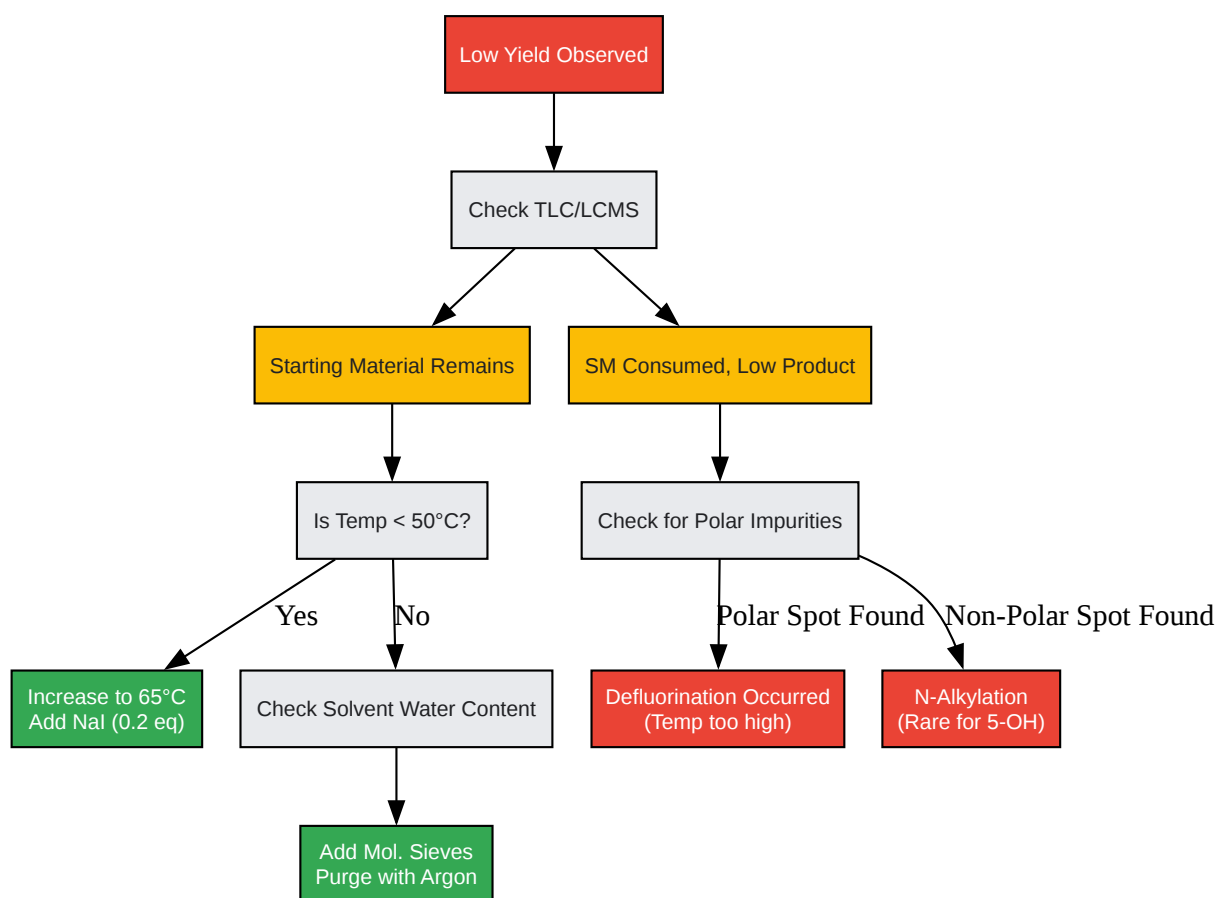 Low Yield Observed
Check TLC/LCMS
Starting Material Remains
SM Consumed, Low Product
Is Temp < 50°C?
Check for Polar Impurities
Yes
No
Polar Spot Found
Non-Polar Spot Found
Increase to 65°C
Add NaI (0.2 eq)
Check Solvent Water Content
Defluorination Occurred
(Temp too high)
N-Alkylation
(Rare for 5-OH)
Add Mol. Sieves
Purge with Argon